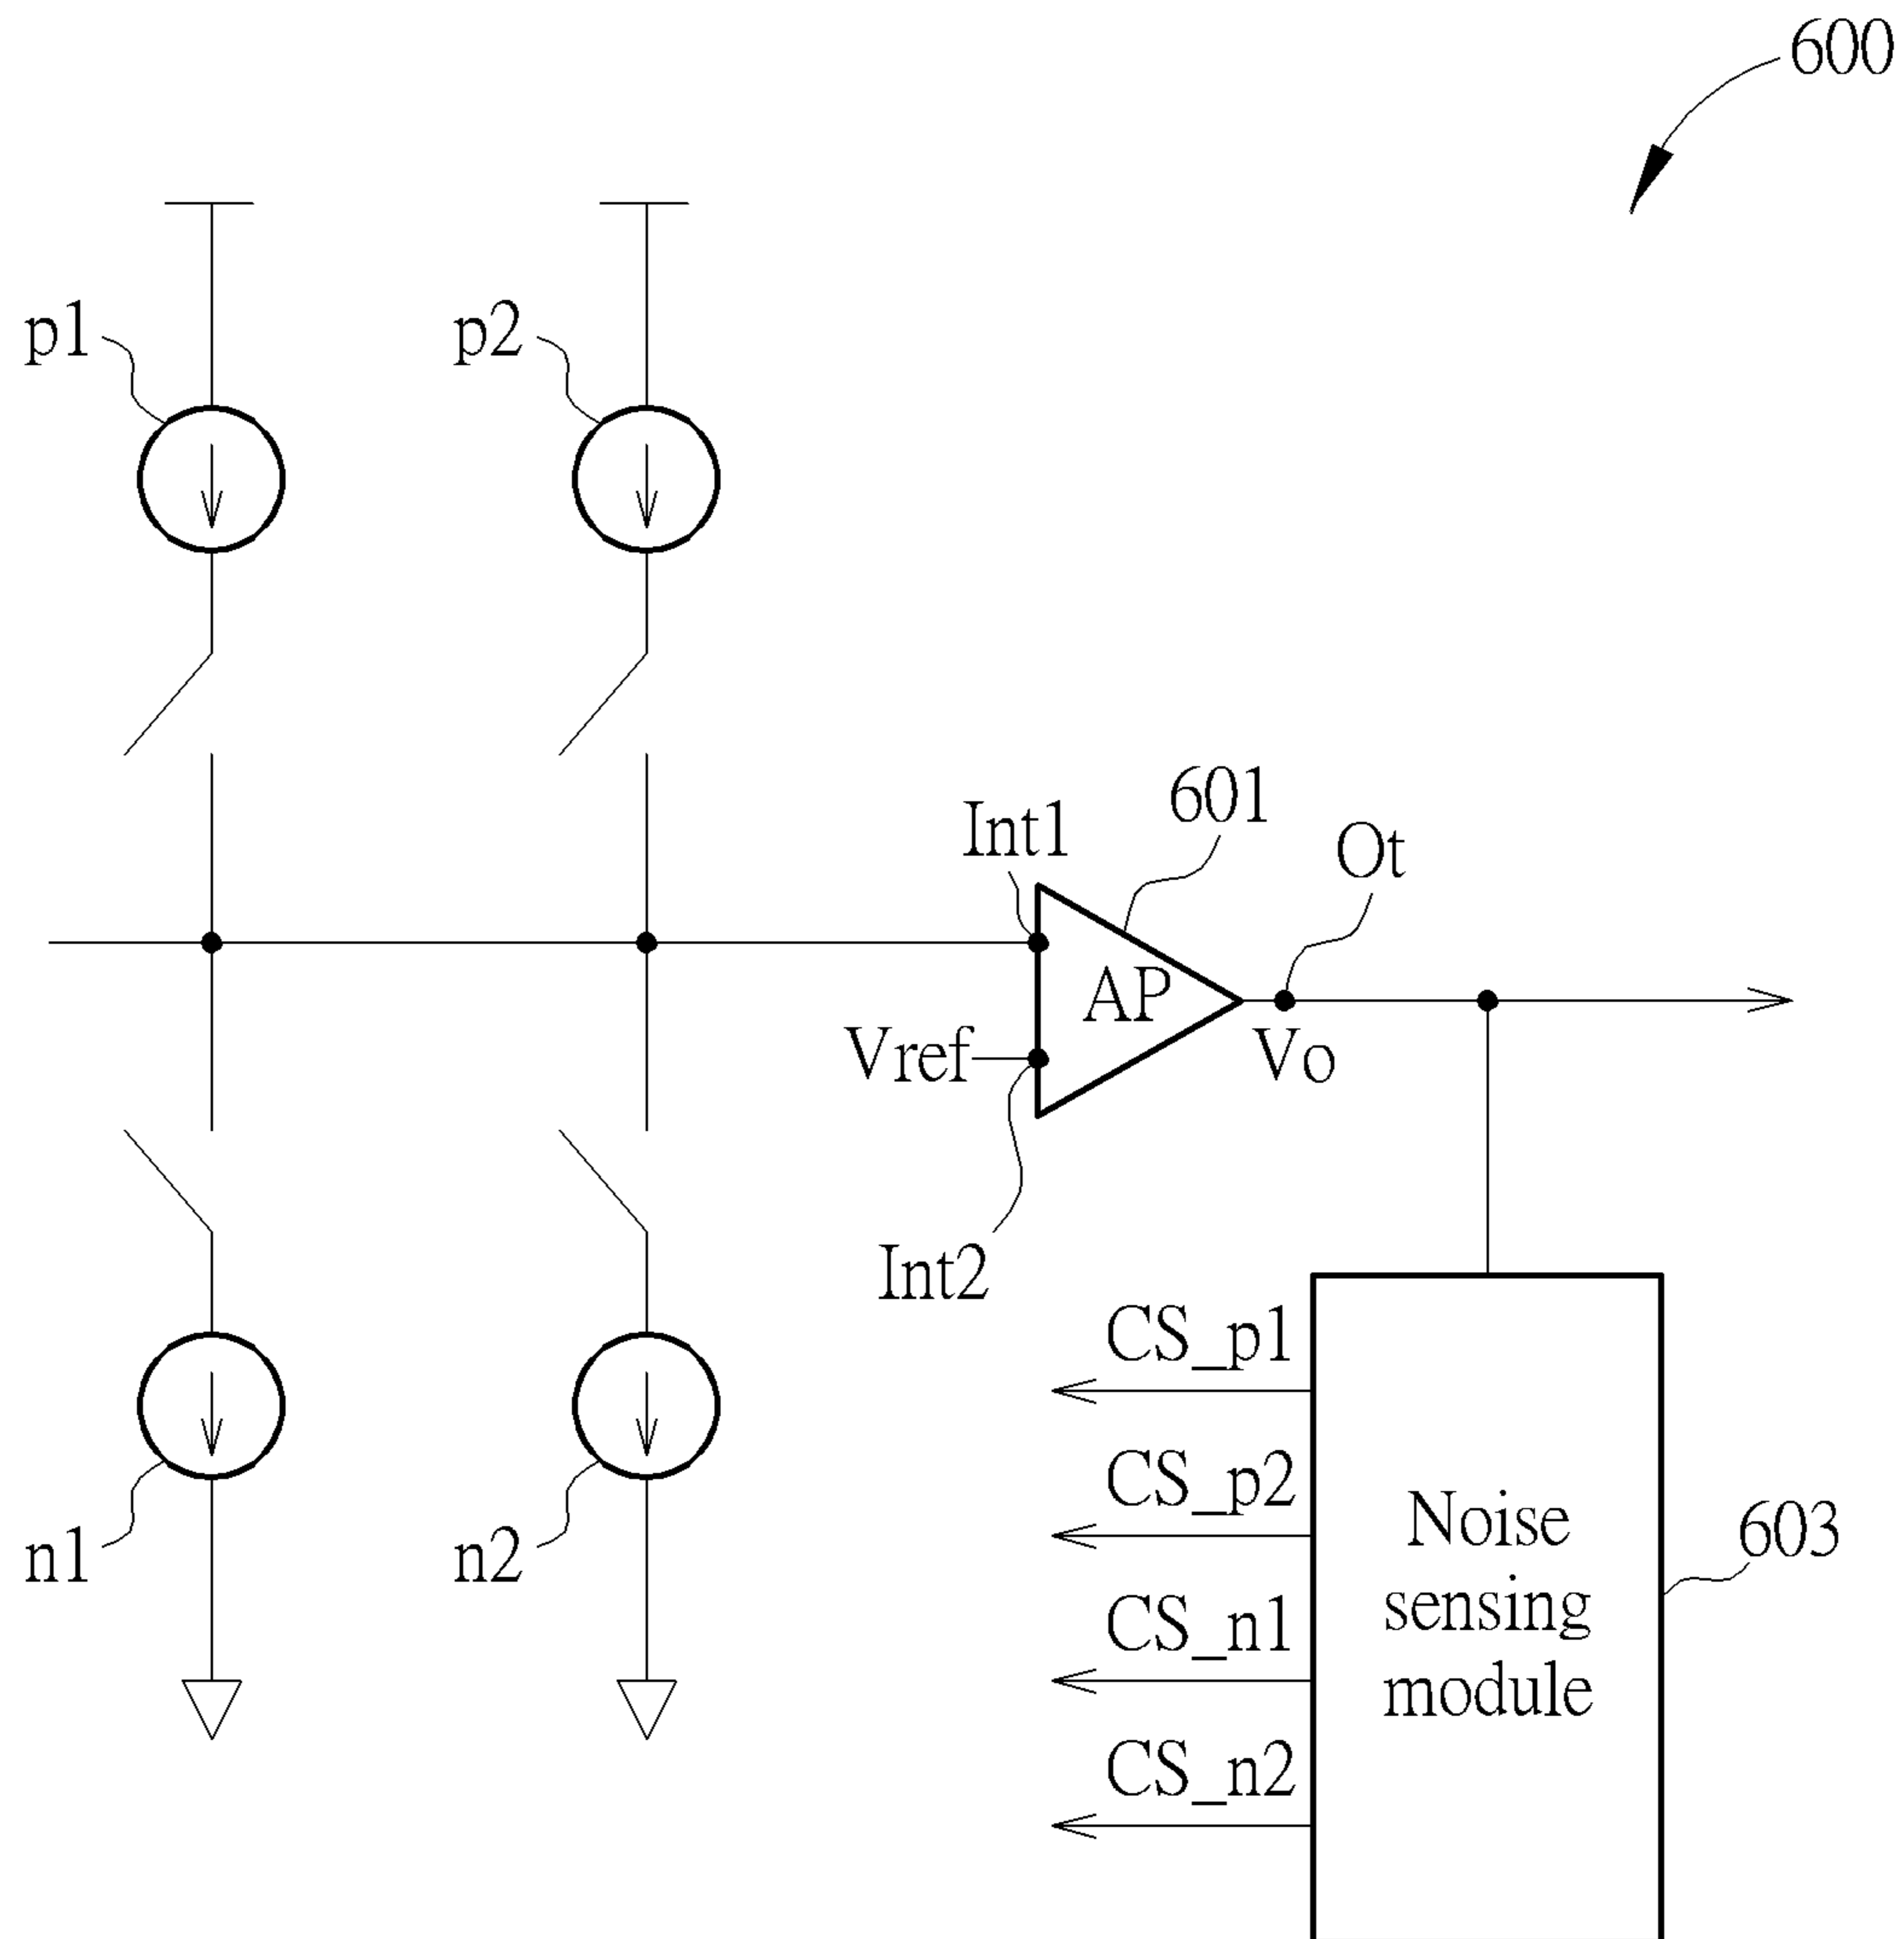 600
p1
p2
601
Int1
Ot
AP
Vref
Vo
Int2
CS_p1
CS_p2
Noise
sensing
module
603
n1
n2
CS_n1
CS_n2